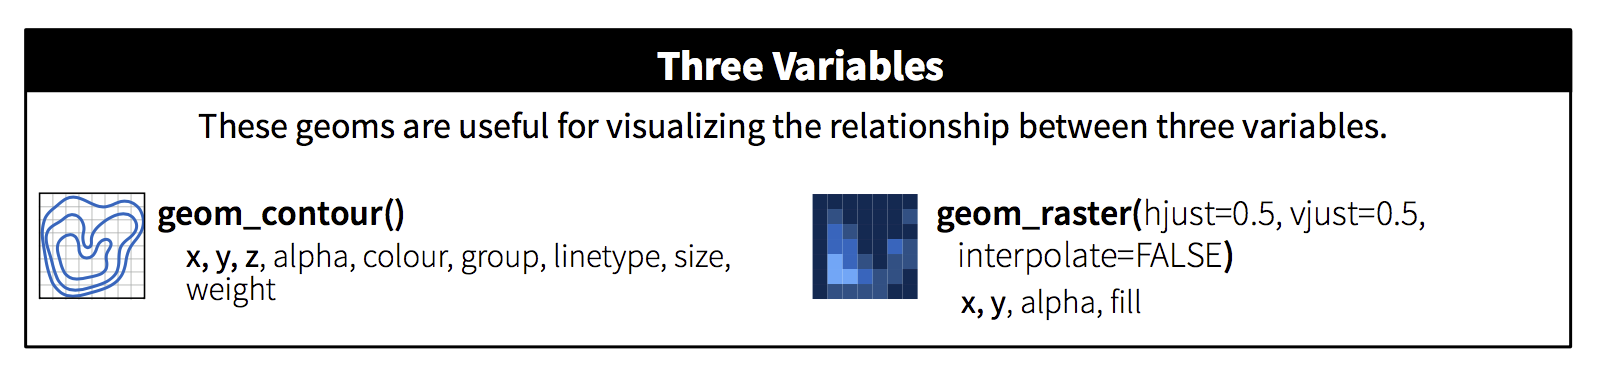 Three Variables
These geoms are useful for visualizing the relationship between three variables.
geom_contour()
x, y, z, alpha, colour, group, linetype, size,
weight
geom_raster(hjust=0.5, vjust=0.5,
interpolate=FALSE)
x, y, alpha, fill